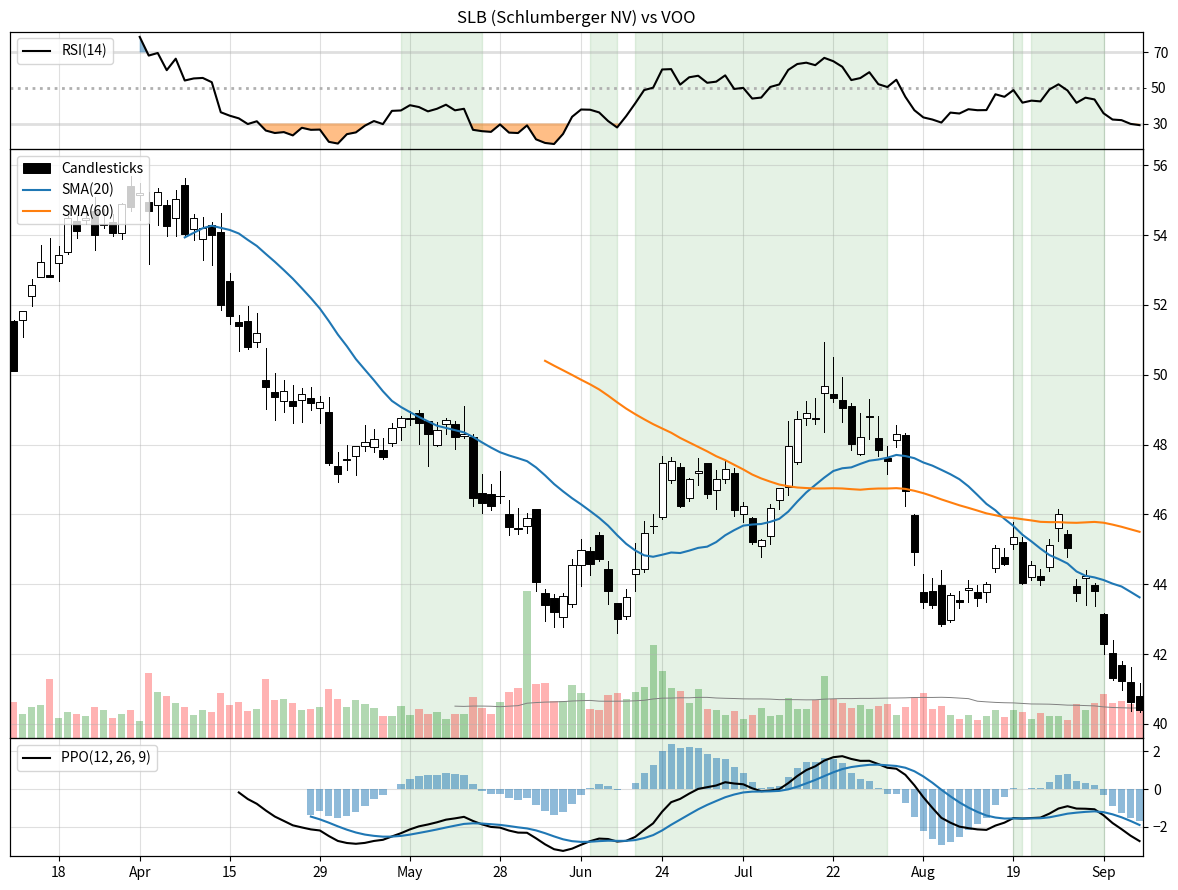 SLB (Schlumberger NV) vs VOO
RSI(14)
70
50
30
Candlesticks
SMA(20)
SMA(60)
56
54
52
50
48
46
44
42
40
PPO(12, 26, 9)
2
0
−2
18 Apr 15 29 May 28 Jun 24 Jul 22 Aug 19 Sep